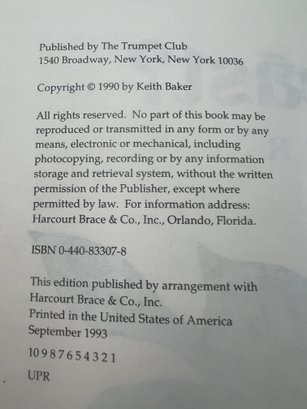 Published by The Trumpet Club
1540 Broadway, New York, New York 10036
Copyright © 1990 by Keith Baker
All rights reserved. No part of this book may be
reproduced or transmitted in any form or by any
means, electronic or mechanical, including
photocopying, recording or by any information
storage and retrieval system, without the written
permission of the Publisher, except where
permitted by law. For information address:
Harcourt Brace & Co., Inc., Orlando, Florida.
ISBN 0-440-83307-8
This edition published by arrangement with
Harcourt Brace & Co., Inc.
Printed in the United States of America
September 1993
10 9 8 7 6 5 4 3 2 1
UPR